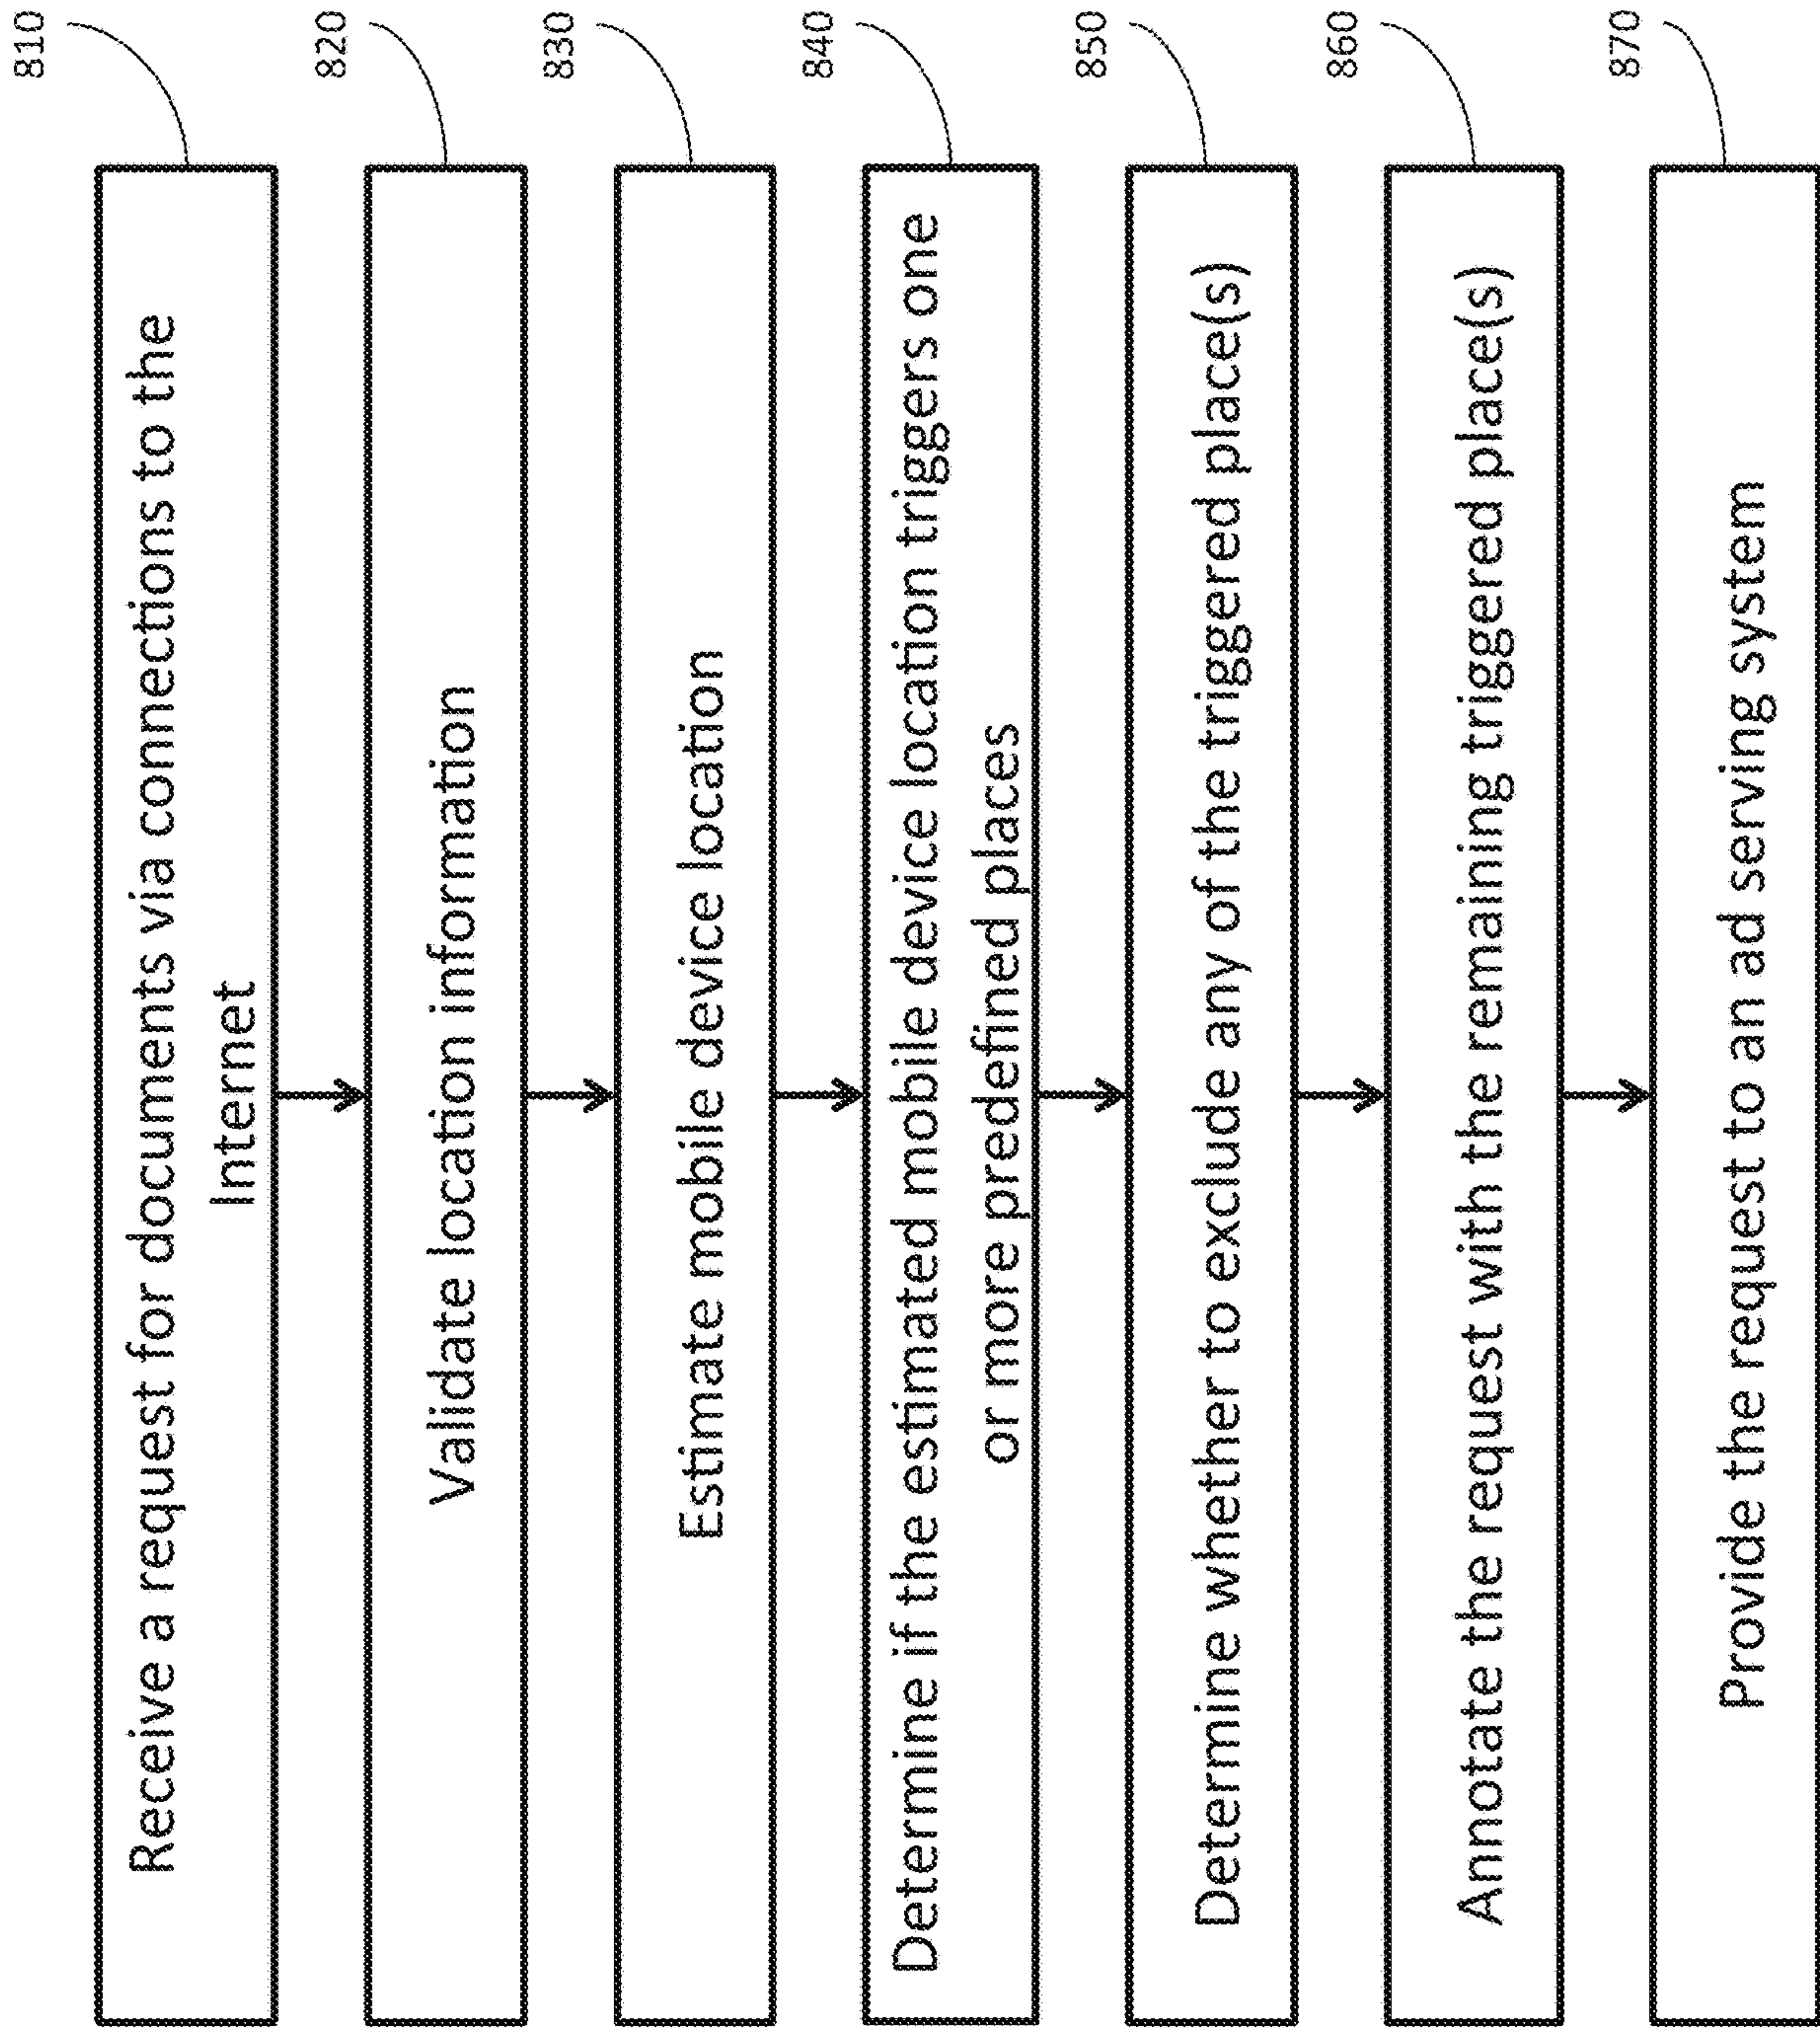 810
Receive a request for documents via connections to the
Internet
820
Validate location information
830
Estimate mobile device location
840
Determine if the estimated mobile device location triggers one
or more predefined places
850
Determine whether to exclude any of the triggered place(s)
860
Annotate the request with the remaining triggered place(s)
870
Provide the request to an ad serving system